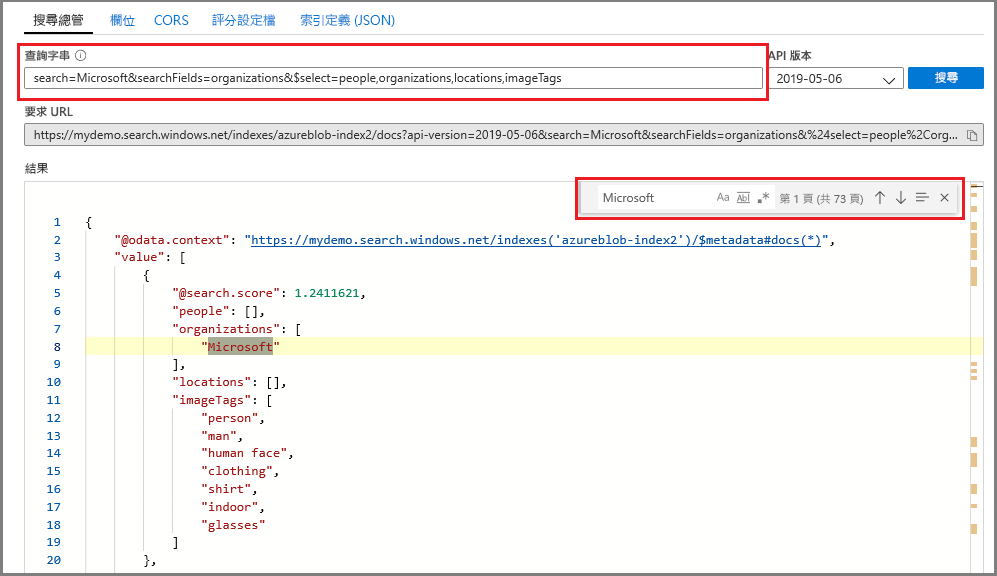 搜尋總管 欄位 CORS 評分設定檔 索引定義 (JSON)
查詢字串 API 版本
search=Microsoft&searchFields=organizations&$select=people,organizations,locations,imageTags 2019-05-06 搜尋
要求 URL
https://mydemo.search.windows.net/indexes/azureblob-index2/docs?api-version=2019-05-06&search=Microsoft&searchFields=organizations&%24select=people%2Corg...
結果
Microsoft Aa Abl .* 第 1 頁 (共 73 頁)
1 {
2 "@odata.context": "https://mydemo.search.windows.net/indexes('azureblob-index2')/$metadata#docs(*)",
3 "value": [
4 {
5 "@search.score": 1.2411621,
6 "people": [],
7 "organizations": [
8 "Microsoft"
9 ],
10 "locations": [],
11 "imageTags": [
12 "person",
13 "man",
14 "human face",
15 "clothing",
16 "shirt",
17 "indoor",
18 "glasses"
19 ]
20 },